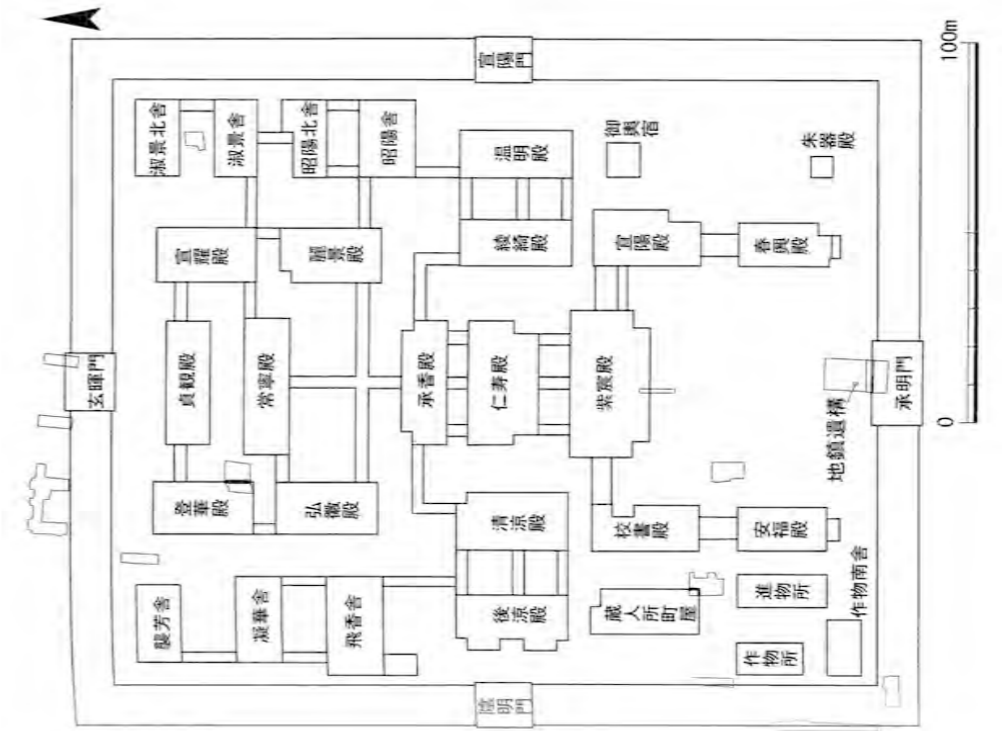 宣陽門
100m
淑景北舎
淑景舎
昭陽北舎
昭陽舎
温明殿
御輿宿
朱器殿
宣耀殿
麗景殿
綾綺殿
宜陽殿
春興殿
玄暉門
貞観殿
常寧殿
承香殿
仁寿殿
紫宸殿
承明門
0
地鎮遺構
登華殿
弘徽殿
清涼殿
校書殿
安福殿
襲芳舎
凝華舎
飛香舎
後涼殿
蔵人所町屋
進物所
作物南舎
作物所
陰明門